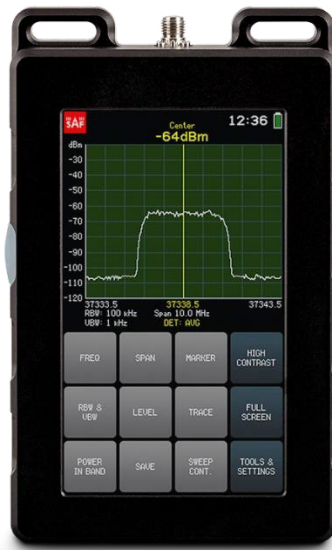 SAF
Center
12:36
-64dBm
dBm
-30
-40
-50
-60
-70
-80
-90
-100
-110
-120
37333.5 37338.5 37343.5
RBW: 100 kHz Span 10.0 MHz
VBW: 1 kHz DET: AVG
FREQ SPAN MARKER HIGH CONTRAST
RBW & VBW LEVEL TRACE FULL SCREEN
POWER IN BAND SAVE SWEEP CONT. TOOLS & SETTINGS